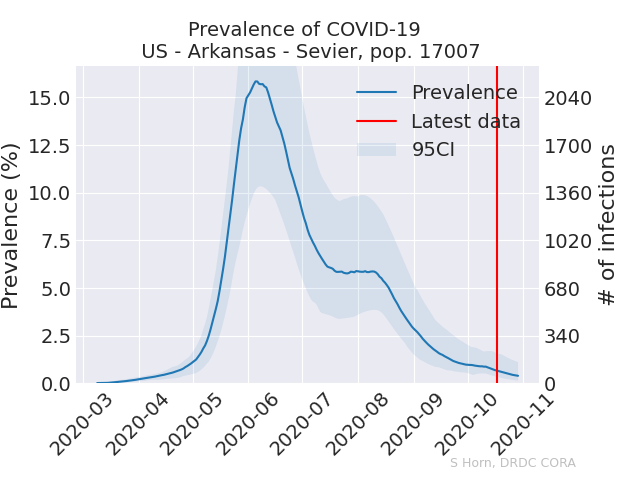 Prevalence of COVID-19
US - Arkansas - Sevier, pop. 17007
Prevalence (%)
15.0
12.5
10.0
7.5
5.0
2.5
0.0
Prevalence
Latest data
95CI
2040
1700
1360
1020
680
340
0
# of infections
2020-03
2020-04
2020-05
2020-06
2020-07
2020-08
2020-09
2020-10
2020-11
S Horn, DRDC CORA